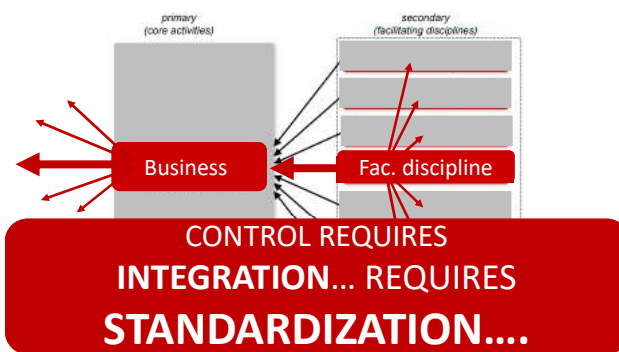 primary
(core activities)
secondary
(facilitating disciplines)
Business
Fac. discipline
CONTROL REQUIRES
INTEGRATION... REQUIRES
STANDARDIZATION....